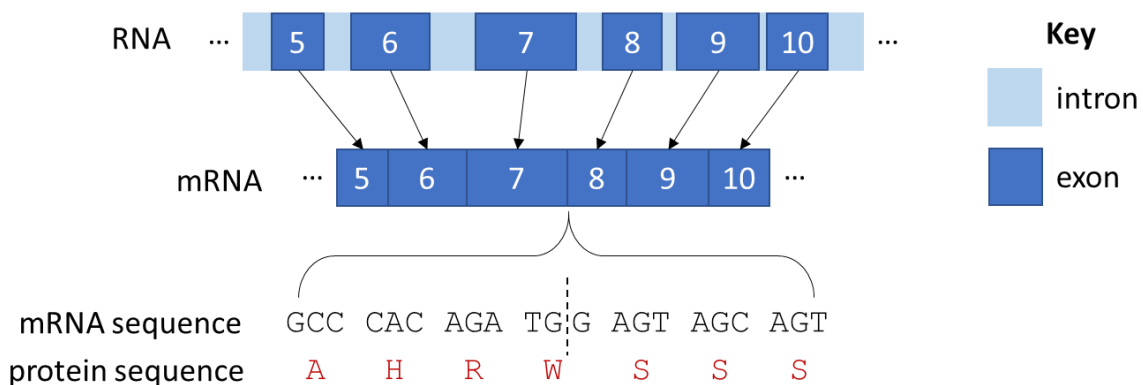 RNA ... 5 6 7 8 9 10 ...
Key
intron
exon
mRNA ... 5 6 7 8 9 10 ...
mRNA sequence GCC CAC AGA TG G AGT AGC AGT
protein sequence A H R W S S S